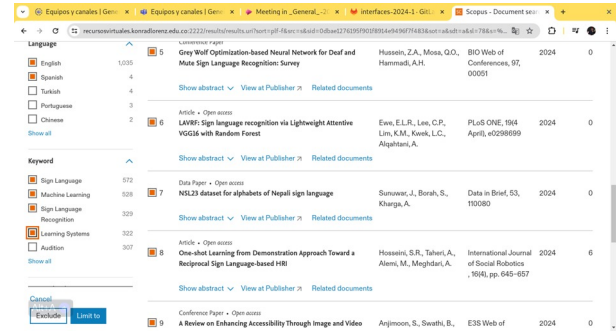 Equipos y canales | Gener
Equipos y canales | Gener
Meeting in _General_-20
interfaces-2024-1 · GitLa
Scopus - Document sear
recursosvirtuales.konradlorenz.edu.co:2222/results/results.uri?sort=plf-f&src=s&sid=0dbae1276195f901f8914e9496f7f483&sot=a&sdt=a&sl=78&s=
Language
English 1,035
Spanish 4
Turkish 4
Portuguese 3
Chinese 2
Show all
Keyword
Sign Language 572
Machine Learning 528
Sign Language Recognition 329
Learning Systems 322
Audition 307
Show all
Cancel
Exclude
Limit to
Conference Paper
5 Grey Wolf Optimization-based Neural Network for Deaf and Hussein, Z.A., Mosa, Q.O., BIO Web of 2024 0
Mute Sign Language Recognition: Survey Hammadi, A.H. Conferences, 97,
00051
Show abstract View at Publisher Related documents
Article • Open access
6 LAVRF: Sign language recognition via Lightweight Attentive Ewe, E.L.R., Lee, C.P., PLoS ONE, 19(4 2024 0
VGG16 with Random Forest Lim, K.M., Kwek, L.C., April), e0298699
Alqahtani, A.
Show abstract View at Publisher Related documents
Data Paper • Open access
7 NSL23 dataset for alphabets of Nepali sign language Sunuwar, J., Borah, S., Data in Brief, 53, 2024 0
Kharga, A. 110080
Show abstract View at Publisher Related documents
Article • Open access
8 One-shot Learning from Demonstration Approach Toward a Hosseini, S.R., Taheri, A., International Journal 2024 6
Reciprocal Sign Language-based HRI Alemi, M., Meghdari, A. of Social Robotics
, 16(4), pp. 645–657
Show abstract View at Publisher Related documents
Conference Paper • Open access
9 A Review on Enhancing Accessibility Through Image and Video Anjimoon, S., Swathi, B., E3S Web of 2024 0